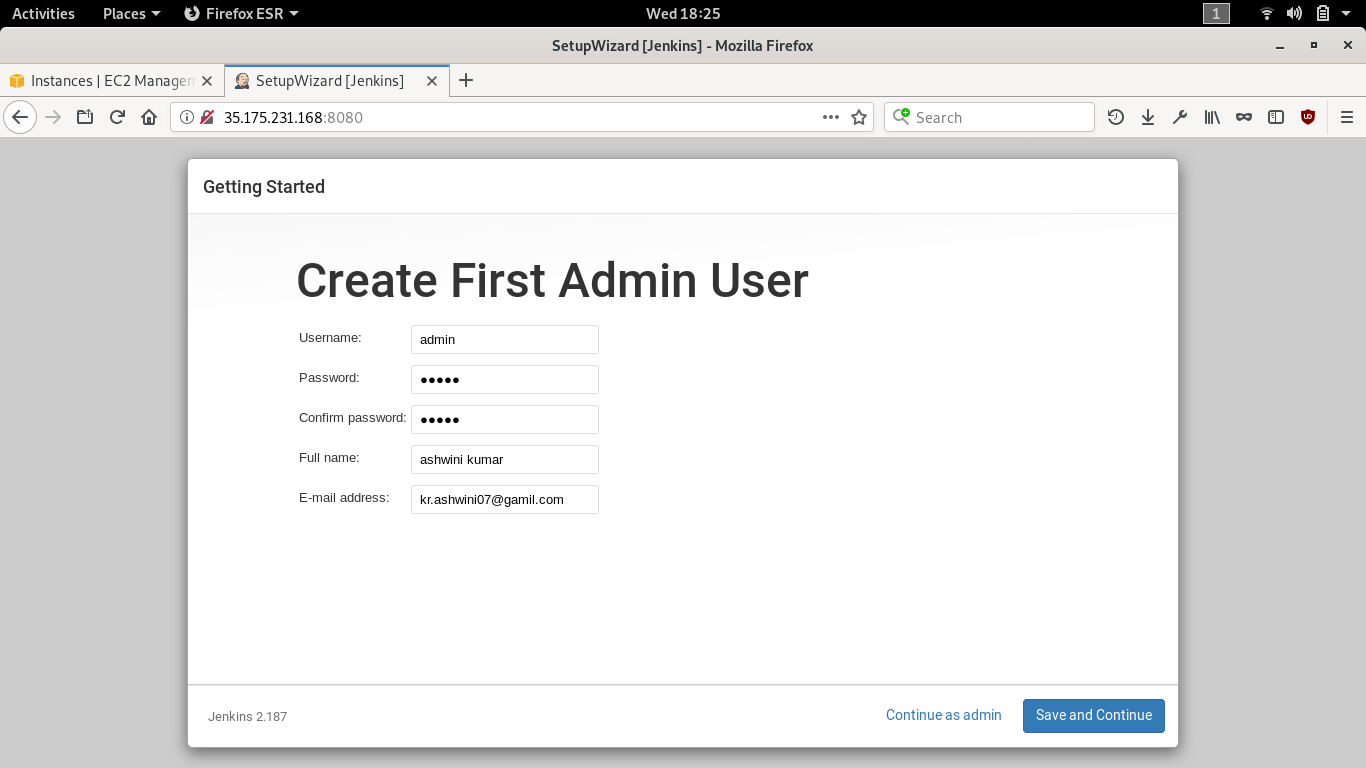 Activities Places Firefox ESR Wed 18:25 1
SetupWizard [Jenkins] - Mozilla Firefox
Instances | EC2 Managem SetupWizard [Jenkins]
35.175.231.168:8080 Search
Getting Started
Create First Admin User
Username: admin
Password: ●●●●●
Confirm password: ●●●●●
Full name: ashwini kumar
E-mail address: kr.ashwini07@gamil.com
Jenkins 2.187 Continue as admin Save and Continue